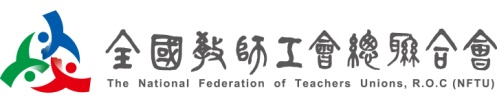 全國教師工會總聯合會
The National Federation of Teachers Unions, R.O.C (NFTU)